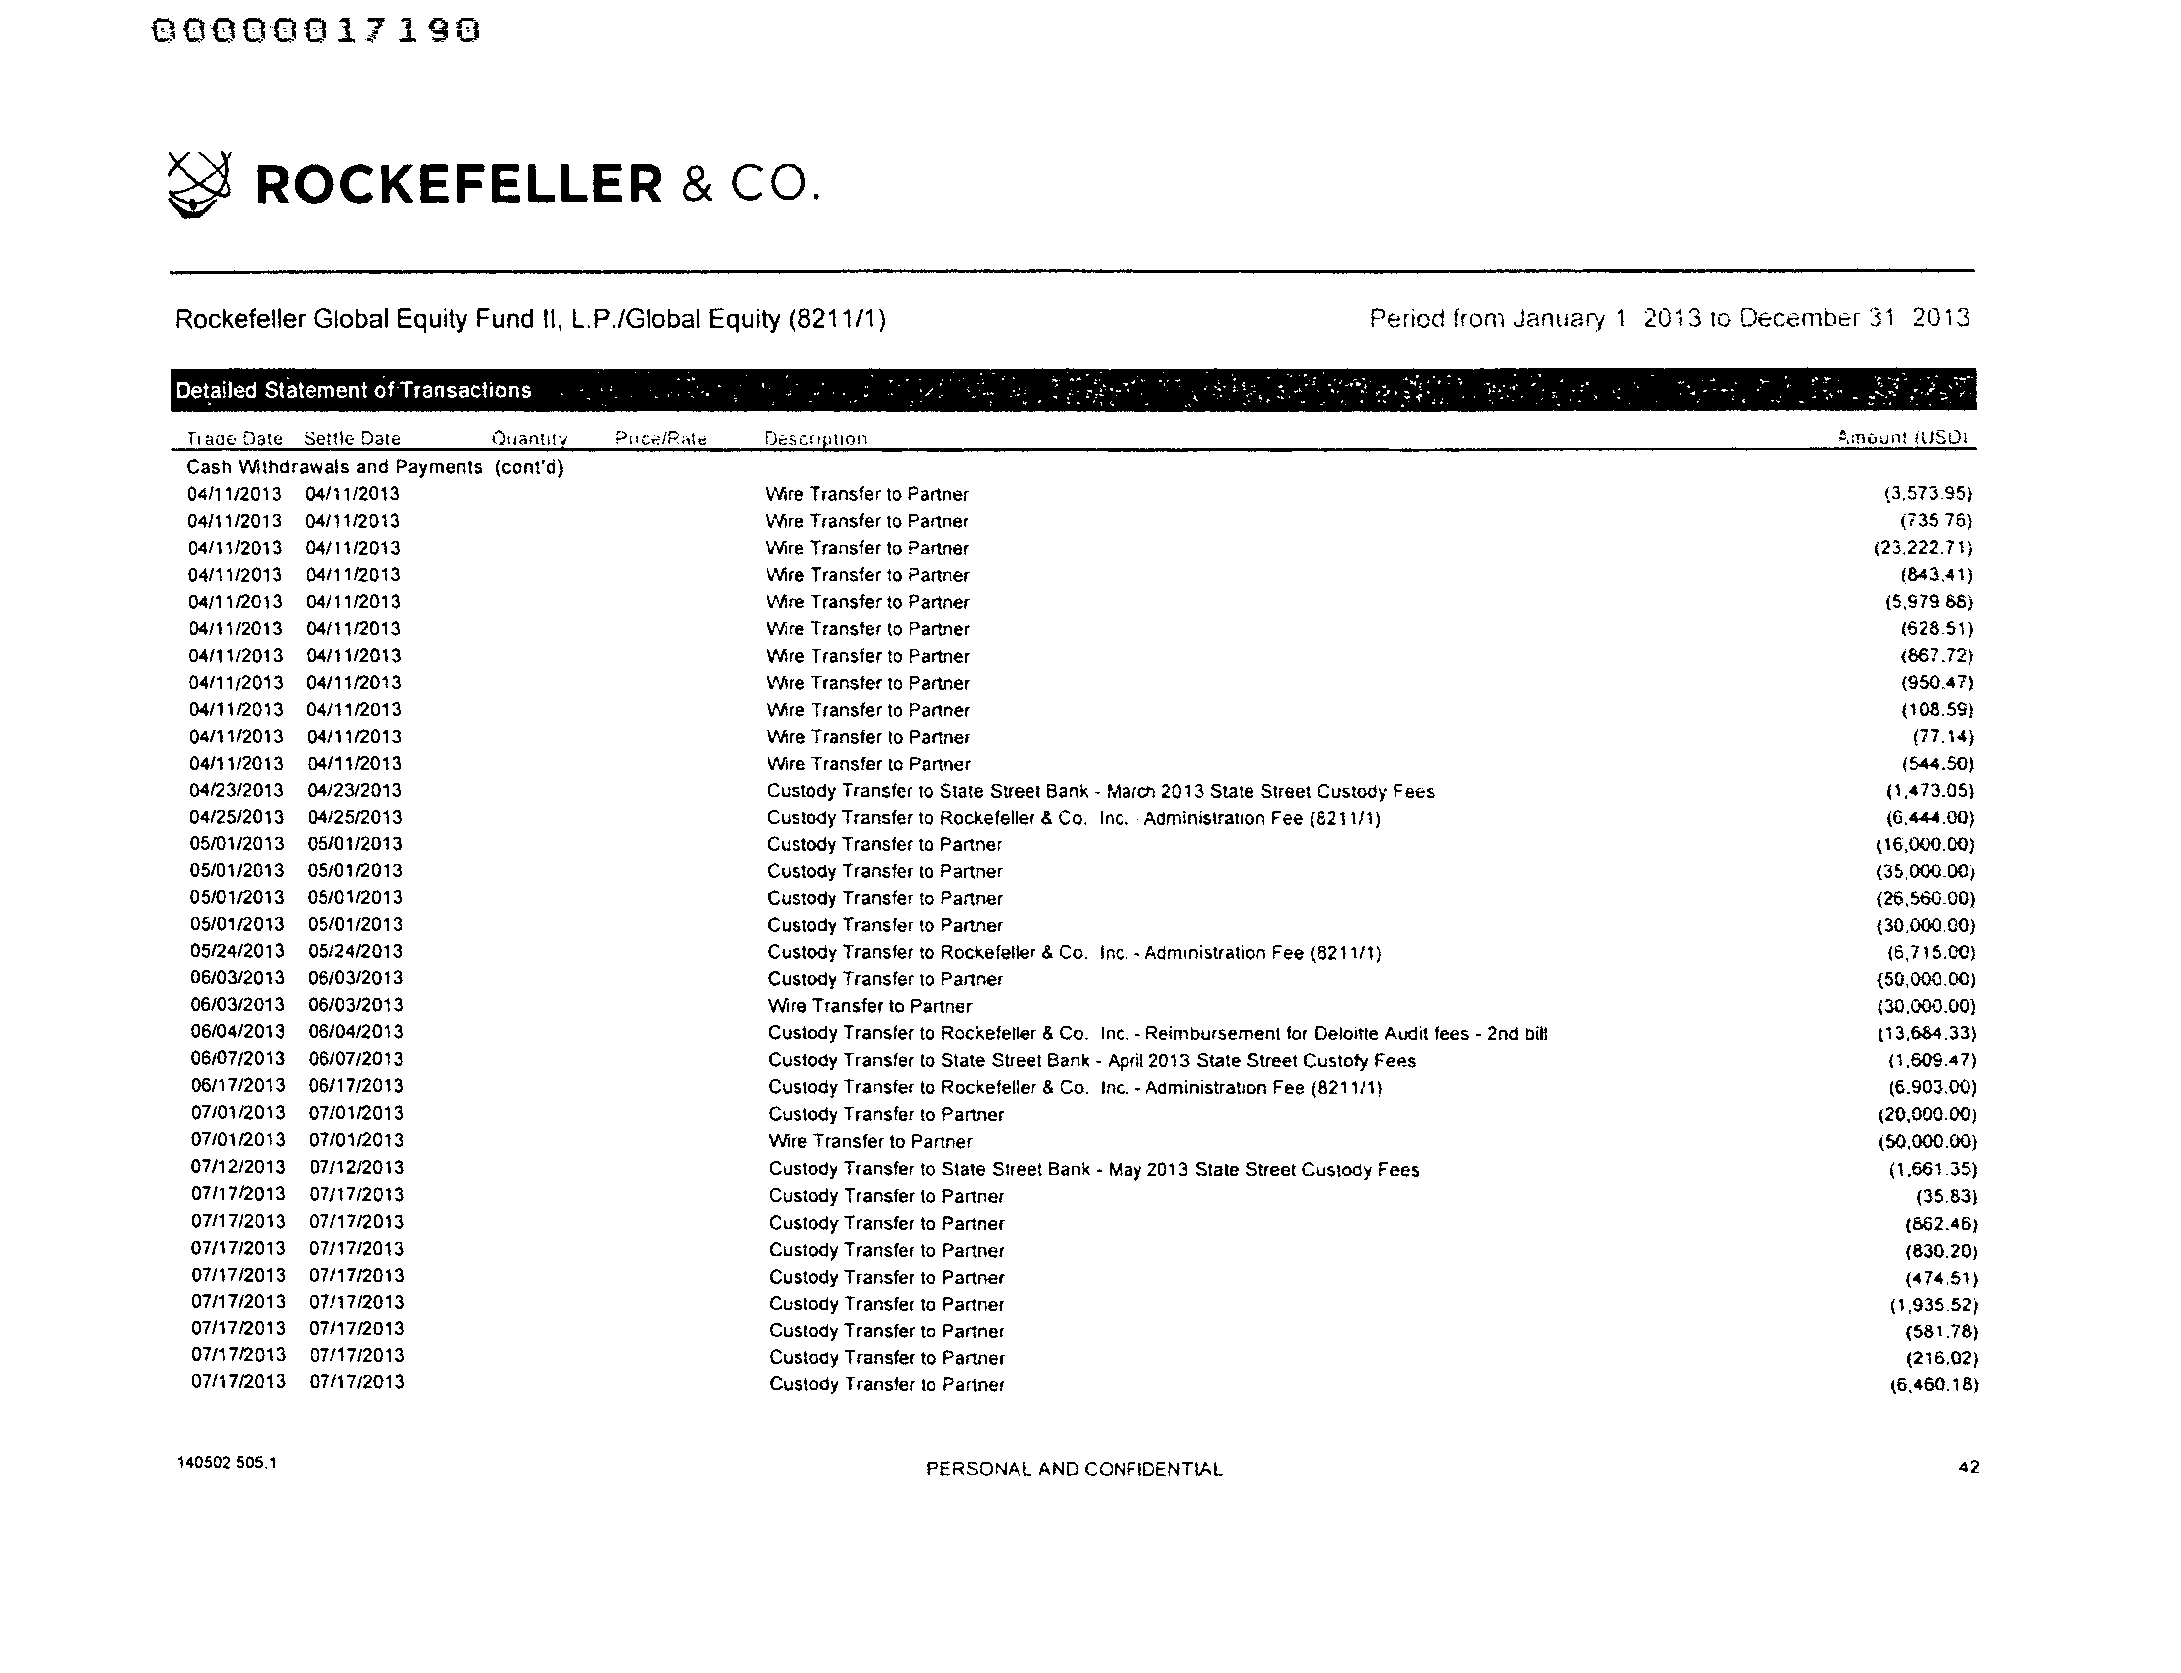 00000017190
ROCKEFELLER & CO.
Rockefeller Global Equity Fund II, L.P./Global Equity (8211/1) Period from January 1 2013 to December 31 2013
Detailed Statement of Transactions
Trade Date Settle Date Quantity Price/Rate Description Amount (USD)
Cash Withdrawals and Payments (cont'd)
04/11/2013 04/11/2013 Wire Transfer to Partner (3,573.95)
04/11/2013 04/11/2013 Wire Transfer to Partner (735.76)
04/11/2013 04/11/2013 Wire Transfer to Partner (23,222.71)
04/11/2013 04/11/2013 Wire Transfer to Partner (843.41)
04/11/2013 04/11/2013 Wire Transfer to Partner
04/11/2013 04/11/2013 Wire Transfer to Partner (628.51)
04/11/2013 04/11/2013 Wire Transfer to Partner (867.72)
04/11/2013 04/11/2013 Wire Transfer to Partner (950.47)
04/11/2013 04/11/2013 Wire Transfer to Partner (108.59)
04/11/2013 04/11/2013 Wire Transfer to Partner (77.14)
04/11/2013 04/11/2013 Wire Transfer to Partner (544.50)
04/23/2013 04/23/2013 Custody Transfer to State Street Bank - March 2013 State Street Custody Fees (1,473.05)
04/25/2013 04/25/2013 Custody Transfer to Rockefeller & Co. Inc. - Administration Fee (8211/1) (6,444.00)
05/01/2013 05/01/2013 Custody Transfer to Partner (16,000.00)
05/01/2013 05/01/2013 Custody Transfer to Partner (35,000.00)
05/01/2013 05/01/2013 Custody Transfer to Partner (26,560.00)
05/01/2013 05/01/2013 Custody Transfer to Partner (30,000.00)
05/24/2013 05/24/2013 Custody Transfer to Rockefeller & Co. Inc. - Administration Fee (8211/1) (6,715.00)
06/03/2013 06/03/2013 Custody Transfer to Partner (50,000.00)
06/03/2013 06/03/2013 Wire Transfer to Partner (30,000.00)
06/04/2013 06/04/2013 Custody Transfer to Rockefeller & Co. Inc. - Reimbursement for Deloitte Audit fees - 2nd bill (13,684.33)
06/07/2013 06/07/2013 Custody Transfer to State Street Bank - April 2013 State Street Custofy Fees (1,609.47)
06/17/2013 06/17/2013 Custody Transfer to Rockefeller & Co. Inc. - Administration Fee (8211/1) (6,903.00)
07/01/2013 07/01/2013 Custody Transfer to Partner (20,000.00)
07/01/2013 07/01/2013 Wire Transfer to Partner (50,000.00)
07/12/2013 07/12/2013 Custody Transfer to State Street Bank - May 2013 State Street Custody Fees (1,661.35)
07/17/2013 07/17/2013 Custody Transfer to Partner (35.83)
07/17/2013 07/17/2013 Custody Transfer to Partner (862.46)
07/17/2013 07/17/2013 Custody Transfer to Partner (830.20)
07/17/2013 07/17/2013 Custody Transfer to Partner (474.51)
07/17/2013 07/17/2013 Custody Transfer to Partner (1,935.52)
07/17/2013 07/17/2013 Custody Transfer to Partner (581.78)
07/17/2013 07/17/2013 Custody Transfer to Partner (216.02)
07/17/2013 07/17/2013 Custody Transfer to Partner (6,460.18)
140502 505.1 PERSONAL AND CONFIDENTIAL 42